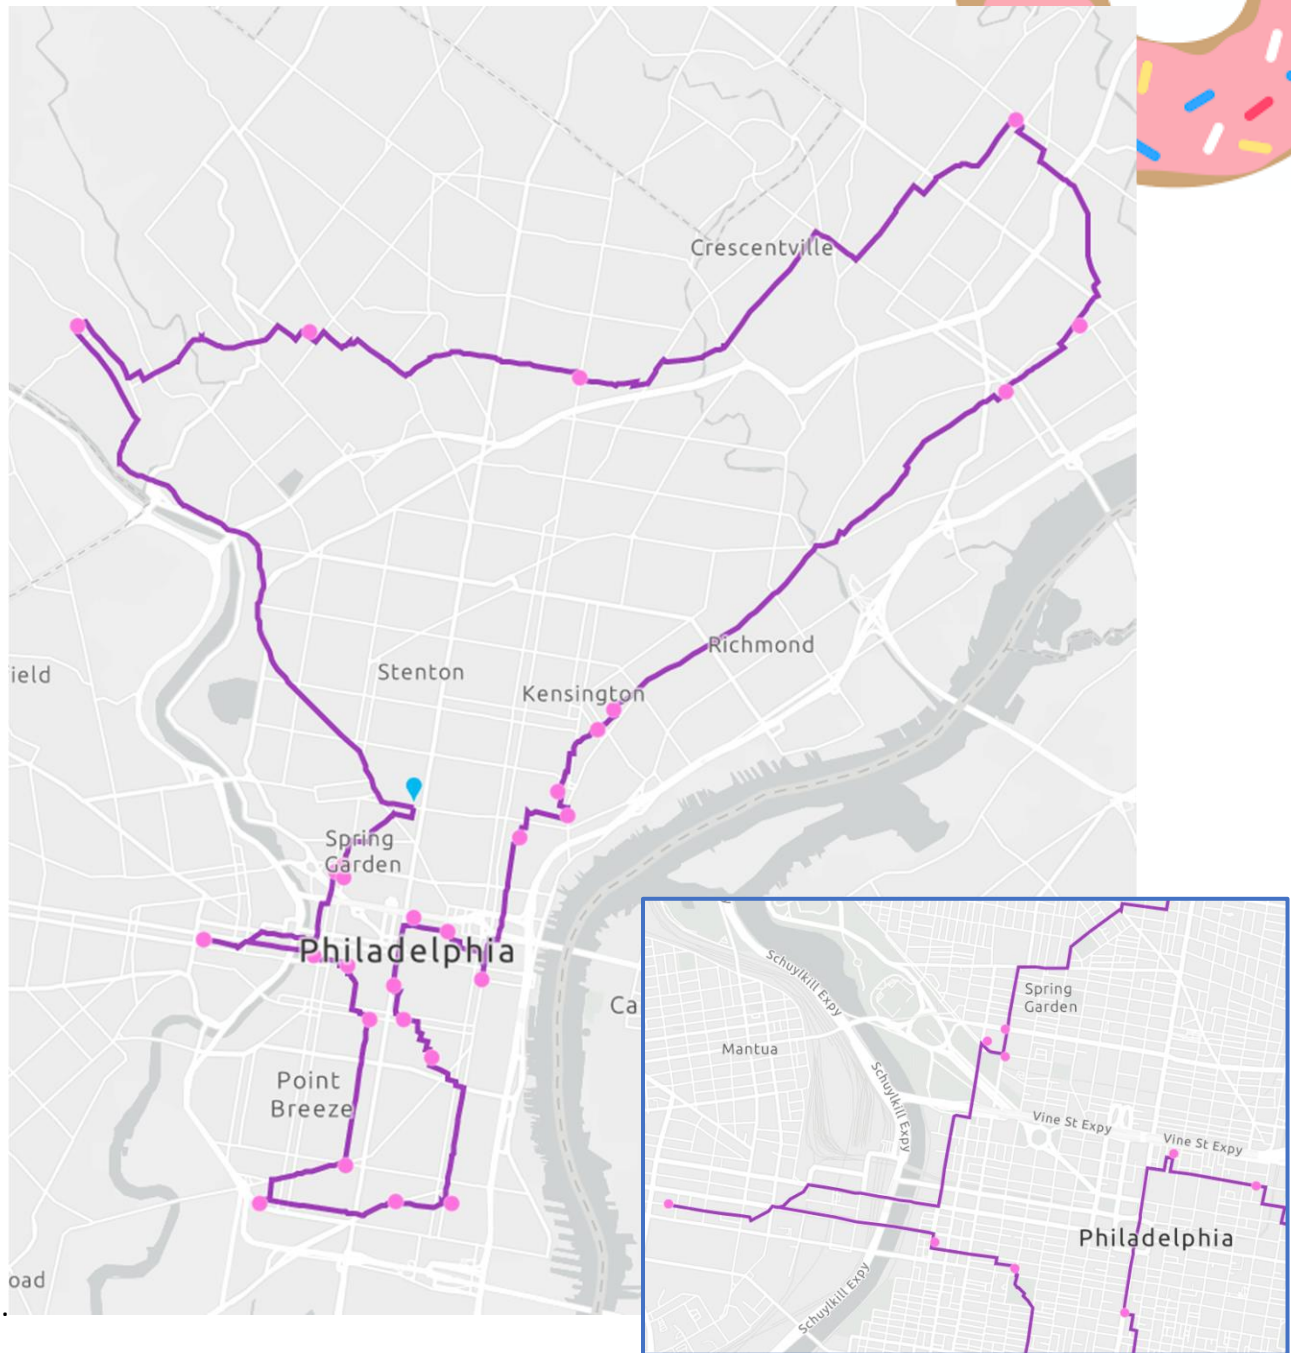 Crescentville
ield
Stenton
Richmond
Kensington
Spring
Garden
Philadelphia
Ca
Point
Breeze
oad
.
Schuylkill Expy
Spring
Garden
Mantua
Schuylkill Expy
Vine St Expy
Vine St Expy
Philadelphia
Schuylkill Expy